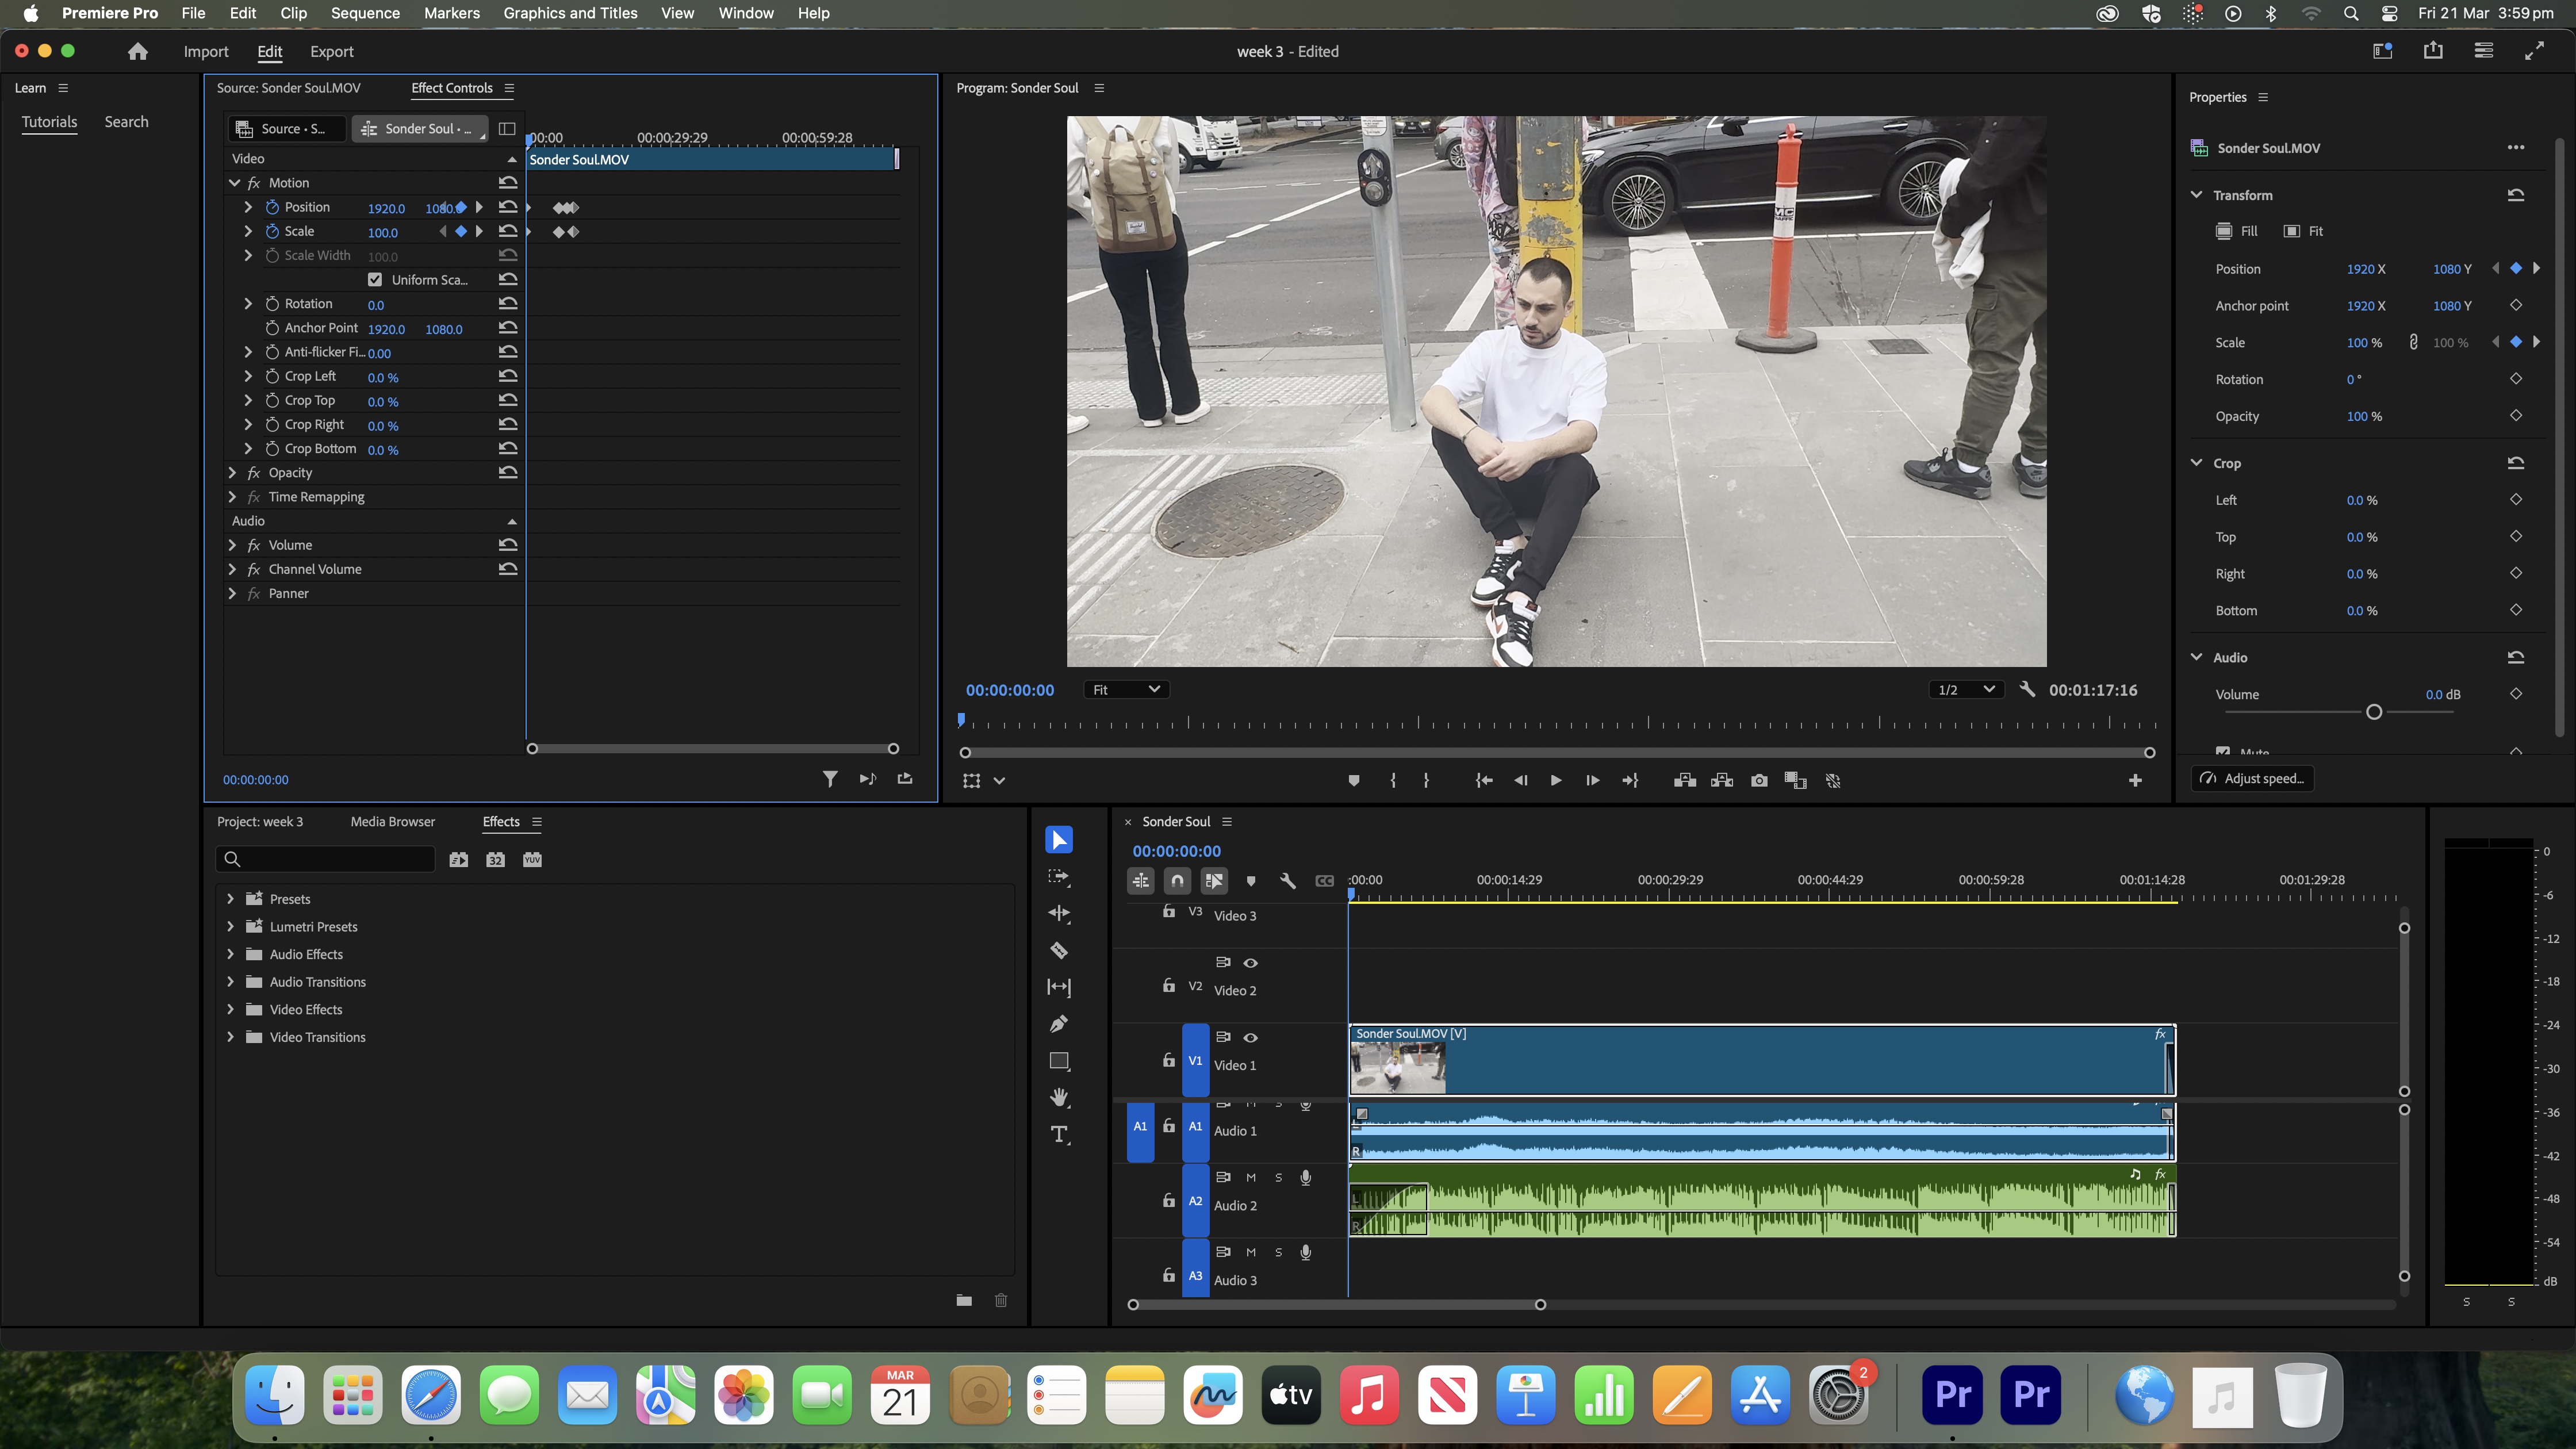 Premiere Pro File Edit Clip Sequence Markers Graphics and Titles View Window Help Fri 21 Mar 3:59 pm
Import Edit Export week 3 - Edited
Learn
Tutorials Search
Source: Sonder Soul.MOV Effect Controls
Source • S... Sonder Soul • ... :00:00 00:00:29:29 00:00:59:28
Video Sonder Soul.MOV
fx Motion
Position 1920.0 1080.0
Scale 100.0
Scale Width 100.0
Uniform Sca...
Rotation 0.0
Anchor Point 1920.0 1080.0
Anti-flicker Fi... 0.00
Crop Left 0.0 %
Crop Top 0.0 %
Crop Right 0.0 %
Crop Bottom 0.0 %
fx Opacity
fx Time Remapping
Audio
fx Volume
fx Channel Volume
fx Panner
00:00:00:00
Program: Sonder Soul
00:00:00:00 Fit 1/2 00:01:17:16
Properties
Sonder Soul.MOV
Transform
Fill Fit
Position 1920 X 1080 Y
Anchor point 1920 X 1080 Y
Scale 100 % 100 %
Rotation 0 °
Opacity 100 %
Crop
Left 0.0 %
Top 0.0 %
Right 0.0 %
Bottom 0.0 %
Audio
Volume 0.0 dB
Mute
Adjust speed...
Project: week 3 Media Browser Effects
32 YUV
Presets
Lumetri Presets
Audio Effects
Audio Transitions
Video Effects
Video Transitions
T
× Sonder Soul
00:00:00:00
CC :00:00 00:00:14:29 00:00:29:29 00:00:44:29 00:00:59:28 00:01:14:28 00:01:29:28
V3 Video 3
V2 Video 2
Sonder Soul.MOV [V] fx
V1 Video 1
M S
A1 A1 Audio 1
R
M S fx
A2 Audio 2
L
R
M S
A3 Audio 3
0
-6
-12
-18
-24
-30
-36
-42
-48
-54
dB
S S
MAR
21
tv
2
Pr Pr